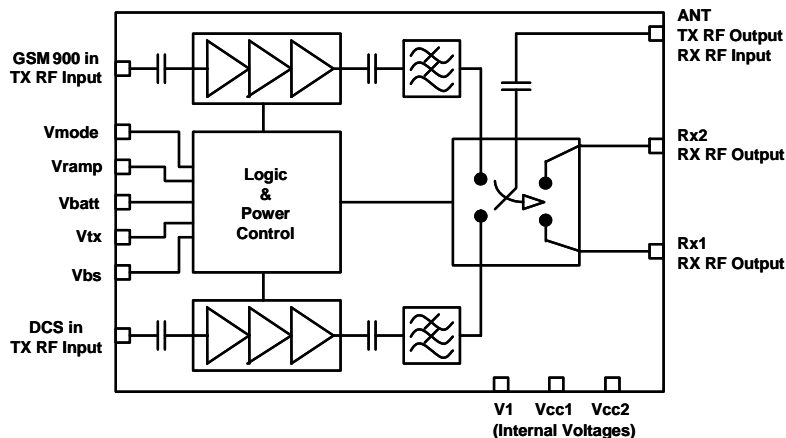 GSM 900 in
TX RF Input
Vmode
Vramp
Vbatt
Vtx
Vbs
DCS in
TX RF Input
Logic
&
Power
Control
ANT
TX RF Output
RX RF Input
Rx2
RX RF Output
Rx1
RX RF Output
V1 Vcc1 Vcc2
(Internal Voltages)